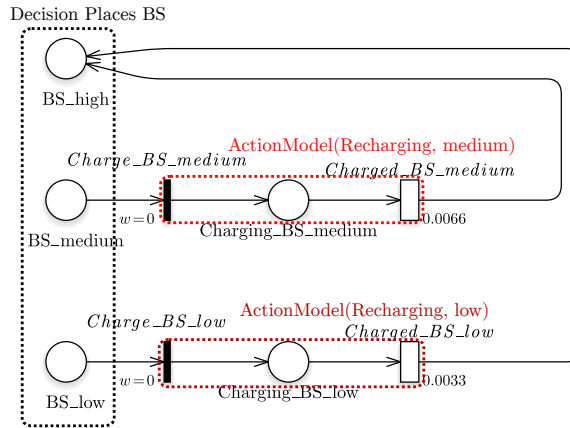 Decision Places BS
BS_high
ActionModel(Recharging, medium)
Charge_BS_medium
Charged_BS_medium
w=0
0.0066
BS_medium
Charging_BS_medium
ActionModel(Recharging, low)
Charge_BS_low
Charged_BS_low
w=0
0.0033
BS_low
Charging_BS_low